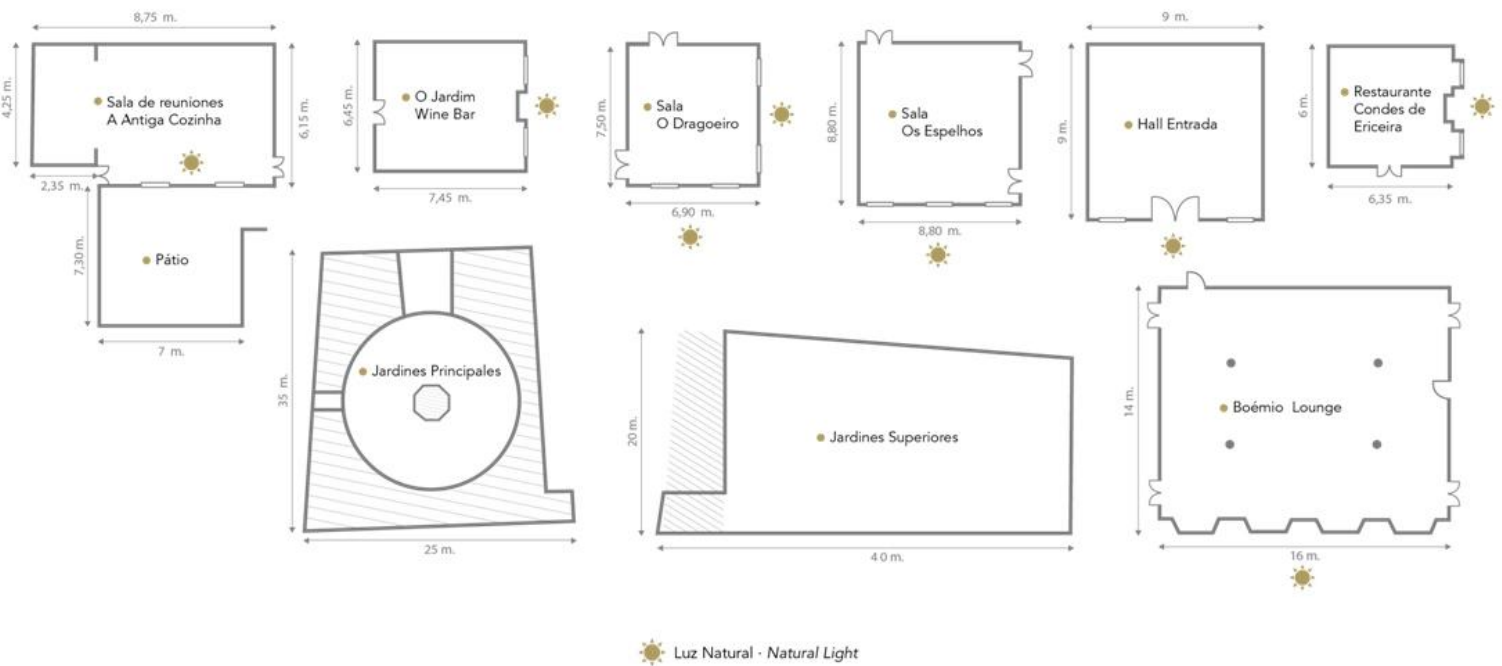 8,75 m.
4,25 m.
Sala de reuniones
A Antiga Cozinha
6,15 m.
2,35 m.
7,30 m.
Pátio
7 m.
6,45 m.
O Jardim
Wine Bar
7,45 m.
7,50 m.
Sala
O Dragoeiro
6,90 m.
8,80 m.
Sala
Os Espelhos
8,80 m.
9 m.
9 m.
Hall Entrada
6 m.
Restaurante
Condes de
Ericeira
6,35 m.
35 m.
Jardines Principales
25 m.
20 m.
Jardines Superiores
40 m.
14 m.
Boémio Lounge
16 m.
Luz Natural · Natural Light